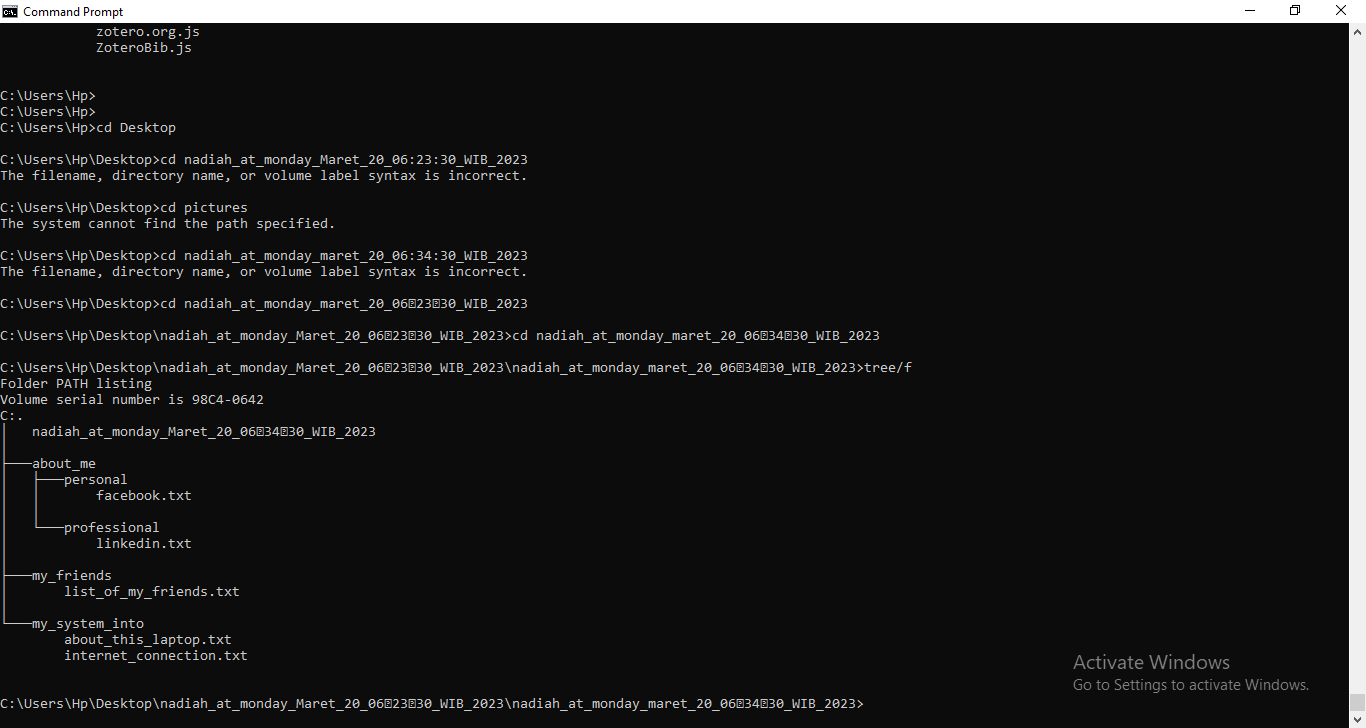 Command Prompt
zotero.org.js
ZoteroBib.js
C:\Users\Hp>
C:\Users\Hp>
C:\Users\Hp>cd Desktop
C:\Users\Hp\Desktop>cd nadiah_at_monday_Maret_20_06:23:30_WIB_2023
The filename, directory name, or volume label syntax is incorrect.
C:\Users\Hp\Desktop>cd pictures
The system cannot find the path specified.
C:\Users\Hp\Desktop>cd nadiah_at_monday_maret_20_06:34:30_WIB_2023
The filename, directory name, or volume label syntax is incorrect.
C:\Users\Hp\Desktop>cd nadiah_at_monday_maret_20_06⍰23⍰30_WIB_2023
C:\Users\Hp\Desktop\nadiah_at_monday_Maret_20_06⍰23⍰30_WIB_2023>cd nadiah_at_monday_maret_20_06⍰34⍰30_WIB_2023
C:\Users\Hp\Desktop\nadiah_at_monday_Maret_20_06⍰23⍰30_WIB_2023\nadiah_at_monday_maret_20_06⍰34⍰30_WIB_2023>tree/f
Folder PATH listing
Volume serial number is 98C4-0642
C:.
│   nadiah_at_monday_Maret_20_06⍰34⍰30_WIB_2023
├───about_me
│   ├───personal
│   │       facebook.txt
│   └───professional
│           linkedin.txt
├───my_friends
│       list_of_my_friends.txt
└───my_system_into
        about_this_laptop.txt
        internet_connection.txt
C:\Users\Hp\Desktop\nadiah_at_monday_Maret_20_06⍰23⍰30_WIB_2023\nadiah_at_monday_maret_20_06⍰34⍰30_WIB_2023>
Activate Windows
Go to Settings to activate Windows.